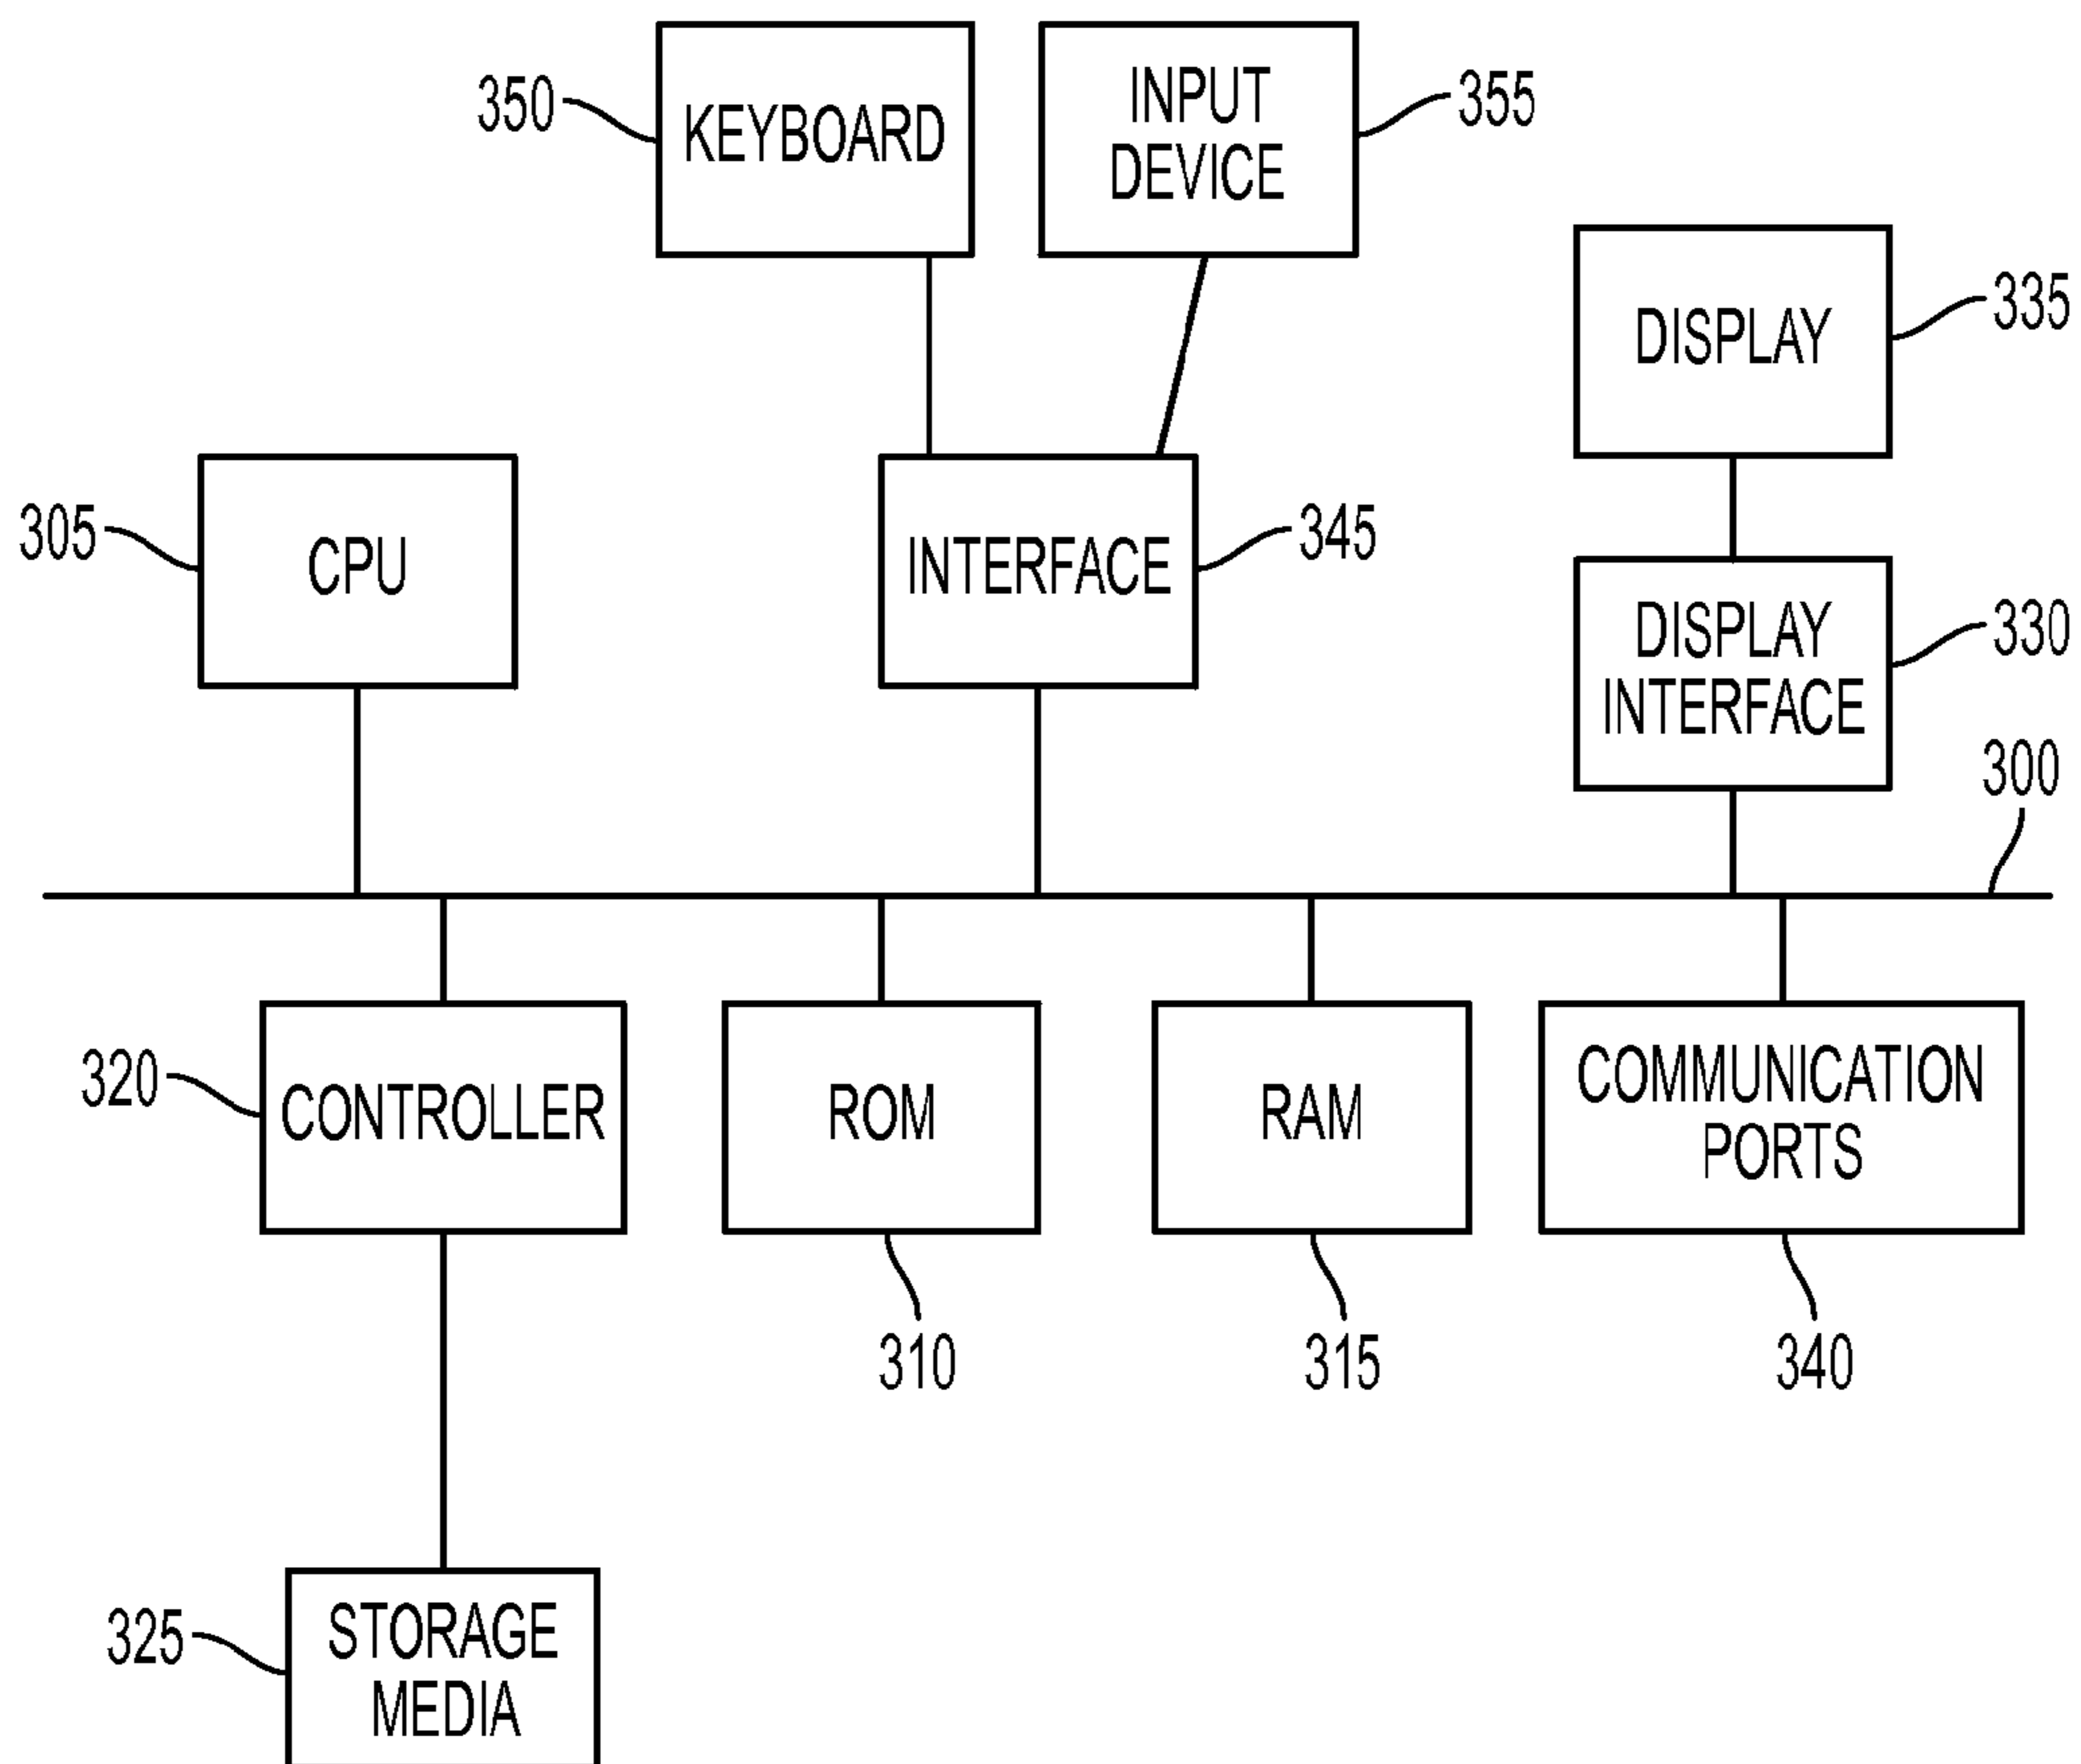 350
KEYBOARD
INPUT
DEVICE
355
DISPLAY
335
305
CPU
INTERFACE
345
DISPLAY
INTERFACE
330
300
320
CONTROLLER
ROM
RAM
COMMUNICATION
PORTS
310
315
340
325
STORAGE
MEDIA